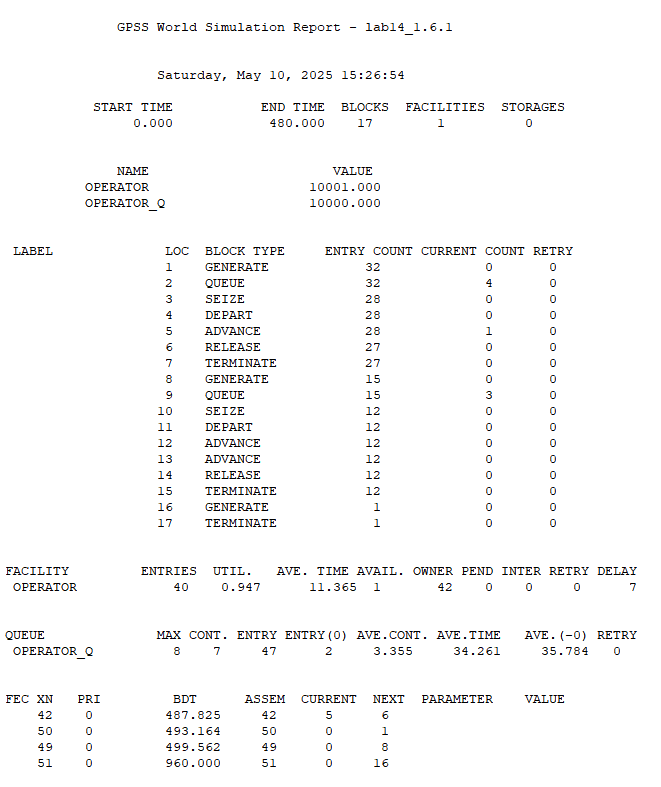 GPSS World Simulation Report - lab14_1.6.1
Saturday, May 10, 2025 15:26:54
START TIME END TIME BLOCKS FACILITIES STORAGES
0.000 480.000 17 1 0
NAME VALUE
OPERATOR 10001.000
OPERATOR_Q 10000.000
LABEL LOC BLOCK TYPE ENTRY COUNT CURRENT COUNT RETRY
1 GENERATE 32 0 0
2 QUEUE 32 4 0
3 SEIZE 28 0 0
4 DEPART 28 0 0
5 ADVANCE 28 1 0
6 RELEASE 27 0 0
7 TERMINATE 27 0 0
8 GENERATE 15 0 0
9 QUEUE 15 3 0
10 SEIZE 12 0 0
11 DEPART 12 0 0
12 ADVANCE 12 0 0
13 ADVANCE 12 0 0
14 RELEASE 12 0 0
15 TERMINATE 12 0 0
16 GENERATE 1 0 0
17 TERMINATE 1 0 0
FACILITY ENTRIES UTIL. AVE. TIME AVAIL. OWNER PEND INTER RETRY DELAY
OPERATOR 40 0.947 11.365 1 42 0 0 0 7
QUEUE MAX CONT. ENTRY ENTRY(0) AVE.CONT. AVE.TIME AVE.(-0) RETRY
OPERATOR_Q 8 7 47 2 3.355 34.261 35.784 0
FEC XN PRI BDT ASSEM CURRENT NEXT PARAMETER VALUE
42 0 487.825 42 5 6
50 0 493.164 50 0 1
49 0 499.562 49 0 8
51 0 960.000 51 0 16